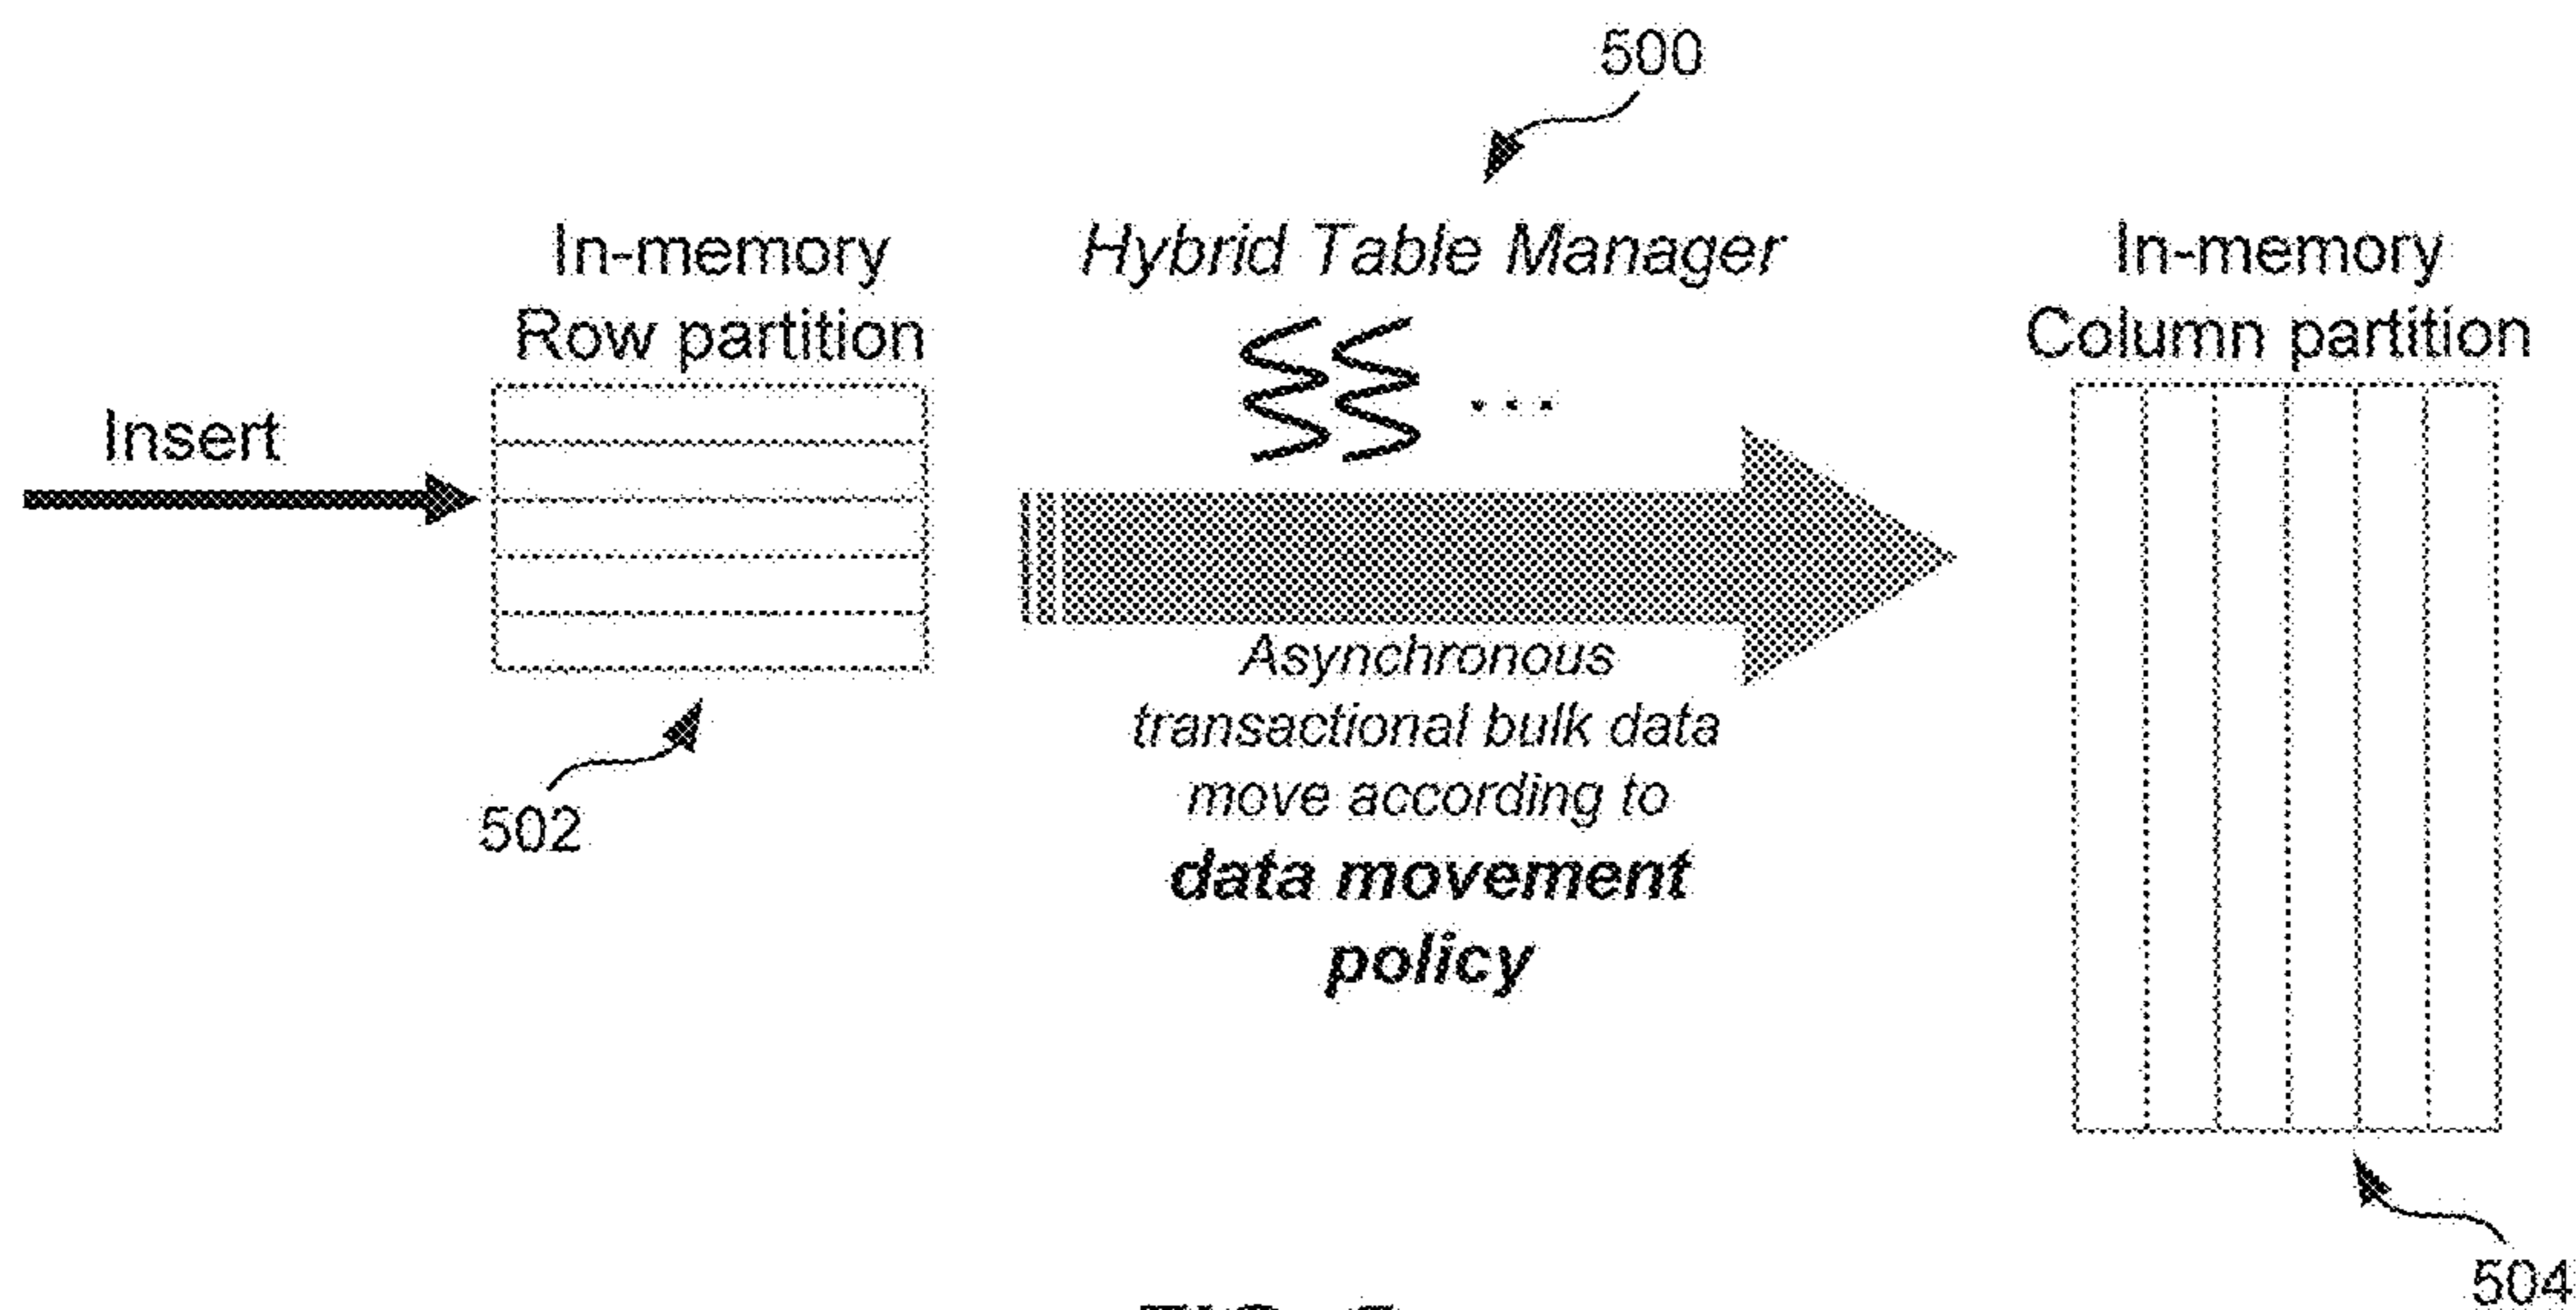 500
In-memory
Row partition
Hybrid Table Manager
In-memory
Column partition
Insert
...
Asynchronous
transactional bulk data
move according to
data movement
policy
502
504